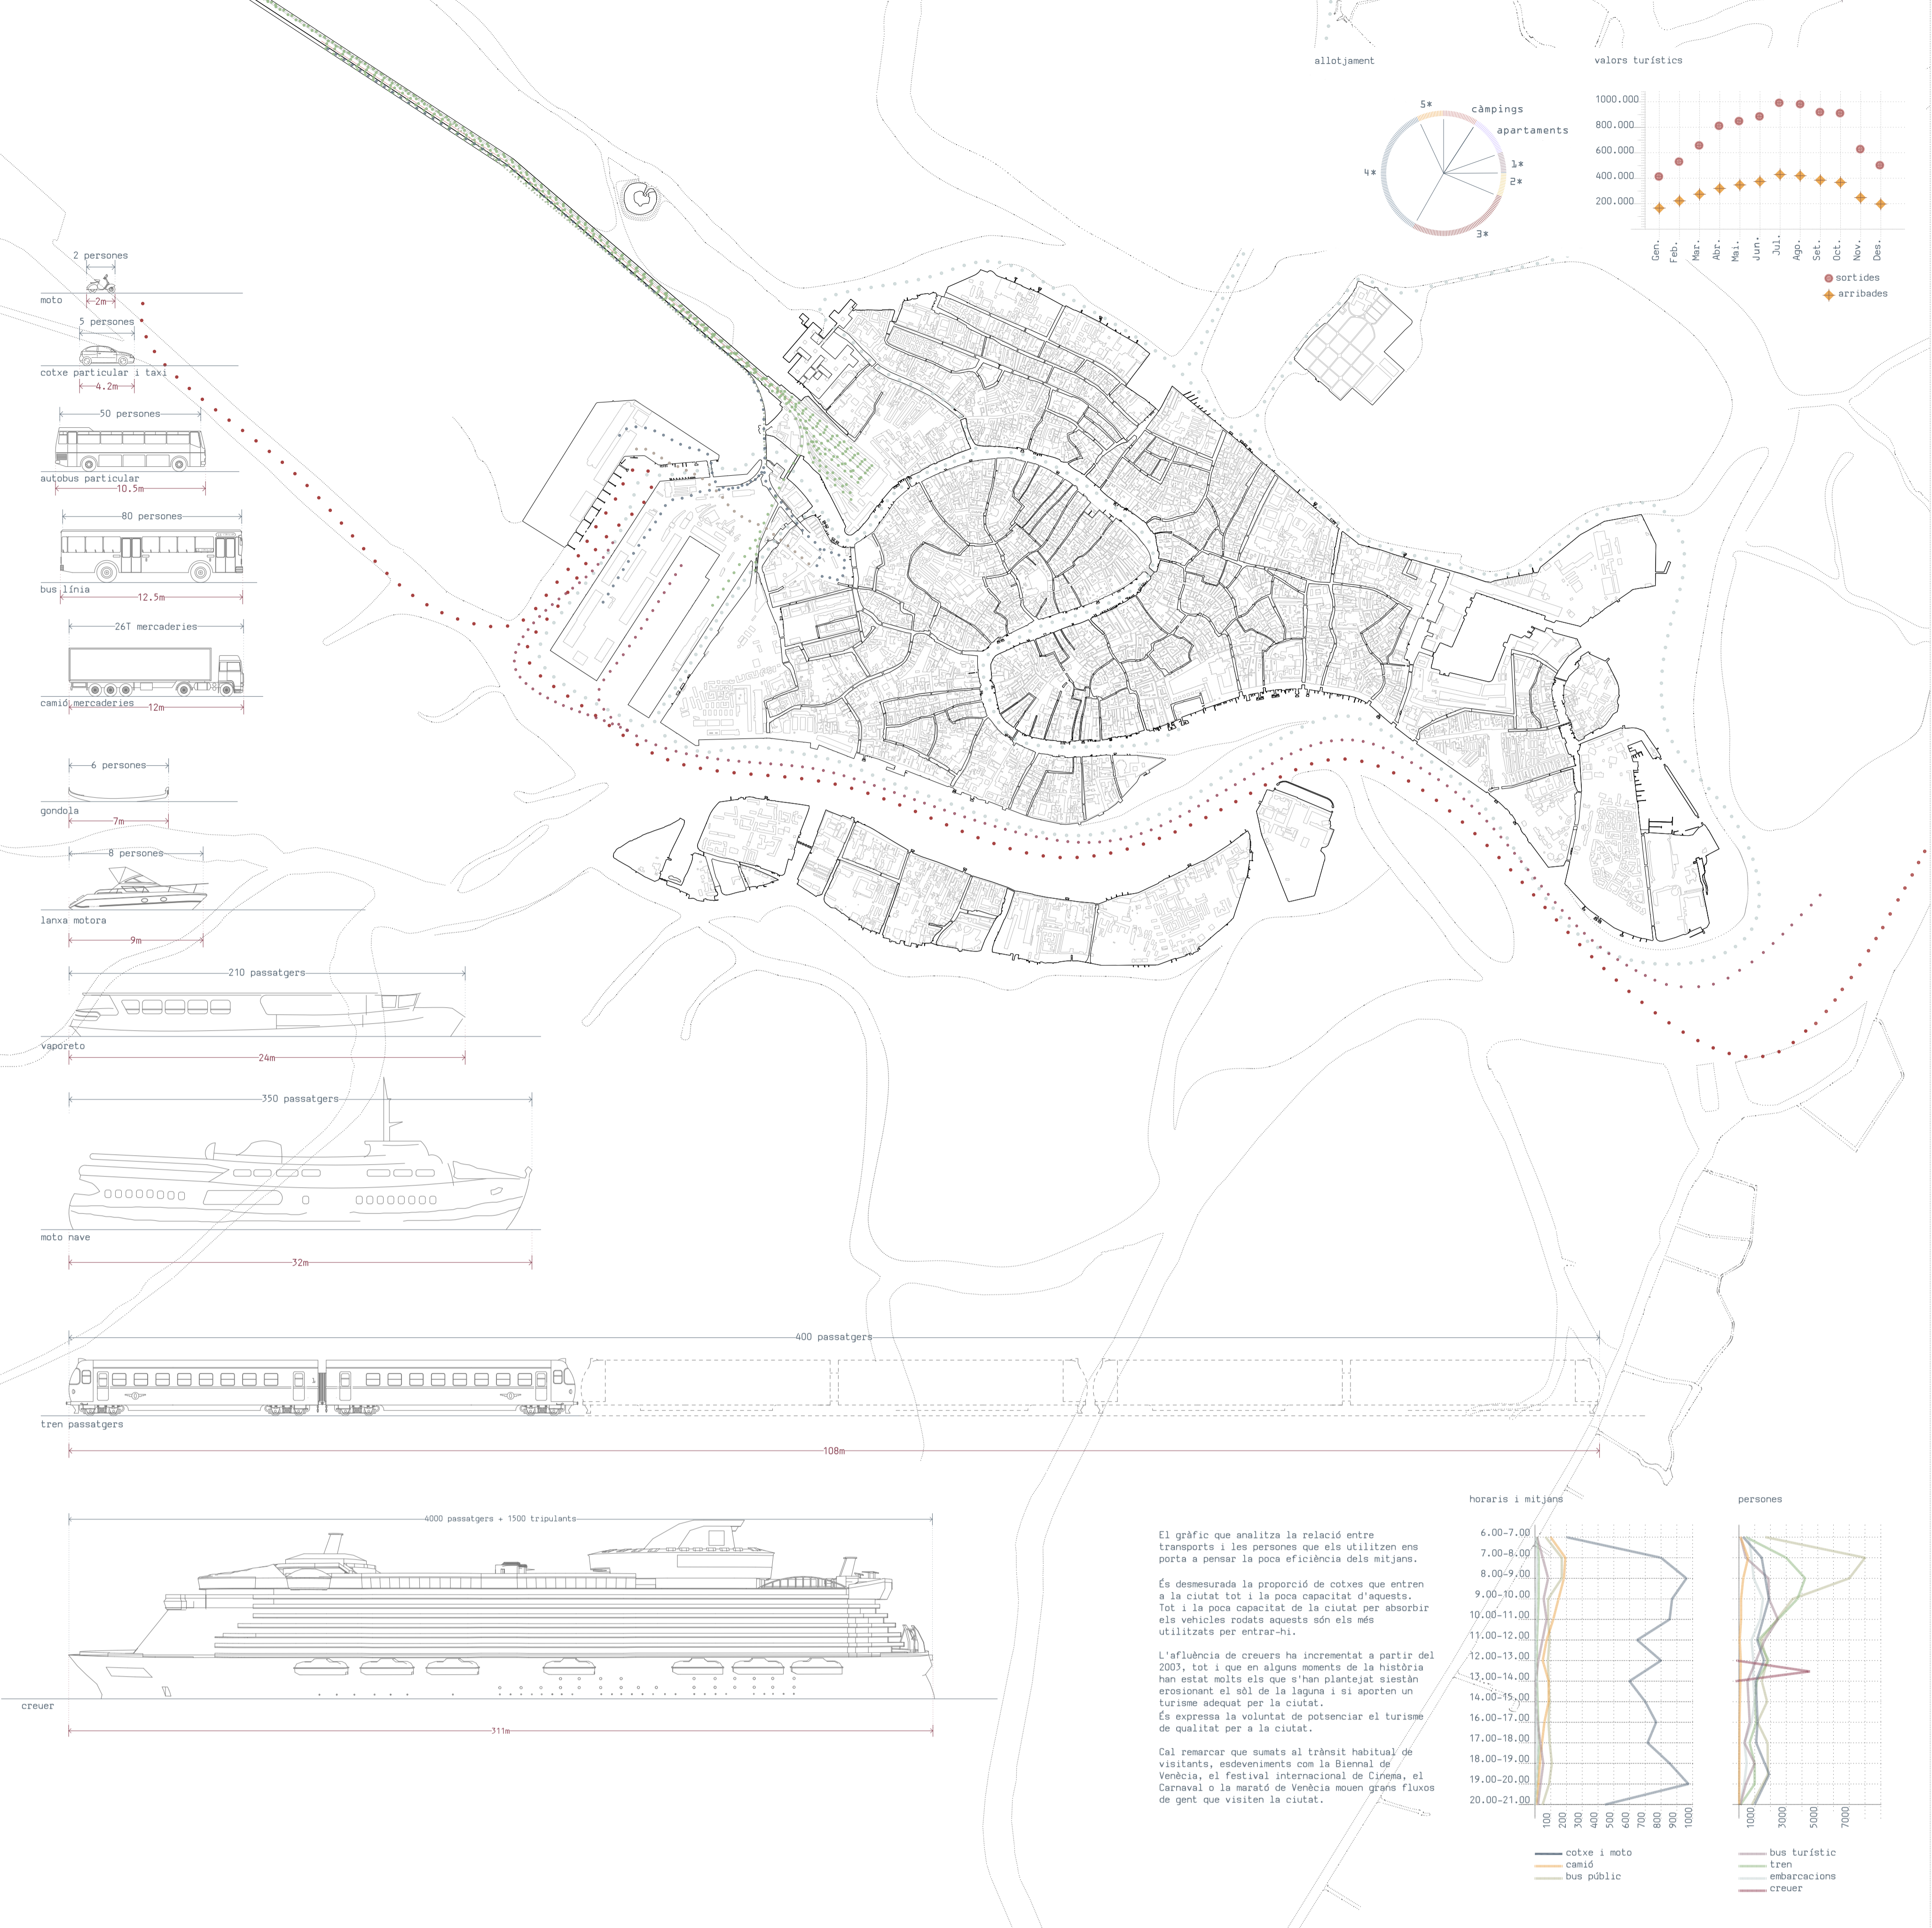 allotjament
5*
càmpings
apartaments
1*
2*
3*
4*
valors turístics
1000.000
800.000
600.000
400.000
200.000
Gen.
Feb.
Mar.
Abr.
Mai.
Jun.
Jul.
Ago.
Set.
Oct.
Nov.
Des.
sortides
arribades
2 persones
moto
2m
5 persones
cotxe particular i taxi
4.2m
50 persones
autobus particular
10.5m
80 persones
bus línia
12.5m
26T mercaderies
camió mercaderies
12m
6 persones
gondola
7m
8 persones
lanxa motora
9m
210 passatgers
vaporeto
24m
350 passatgers
moto nave
32m
400 passatgers
tren passatgers
108m
4000 passatgers + 1500 tripulants
creuer
311m
El gràfic que analitza la relació entre
transports i les persones que els utilitzen ens
porta a pensar la poca eficiència dels mitjans.
És desmesurada la proporció de cotxes que entren
a la ciutat tot i la poca capacitat d'aquests.
Tot i la poca capacitat de la ciutat per absorbir
els vehicles rodats aquests són els més
utilitzats per entrar-hi.
L'afluència de creuers ha incrementat a partir del
2003, tot i que en alguns moments de la història
han estat molts els que s'han plantejat siestàn
erosionant el sòl de la laguna i si aporten un
turisme adequat per la ciutat.
És expressa la voluntat de potsenciar el turisme
de qualitat per a la ciutat.
Cal remarcar que sumats al trànsit habitual de
visitants, esdeveniments com la Biennal de
Venècia, el festival internacional de Cinema, el
Carnaval o la marató de Venècia mouen grans fluxos
de gent que visiten la ciutat.
horaris i mitjans
6.00-7.00
7.00-8.00
8.00-9.00
9.00-10.00
10.00-11.00
11.00-12.00
12.00-13.00
13.00-14.00
14.00-15.00
16.00-17.00
17.00-18.00
18.00-19.00
19.00-20.00
20.00-21.00
100
200
300
400
500
600
700
800
900
1000
cotxe i moto
camió
bus públic
persones
1000
3000
5000
7000
bus turístic
tren
embarcacions
creuer